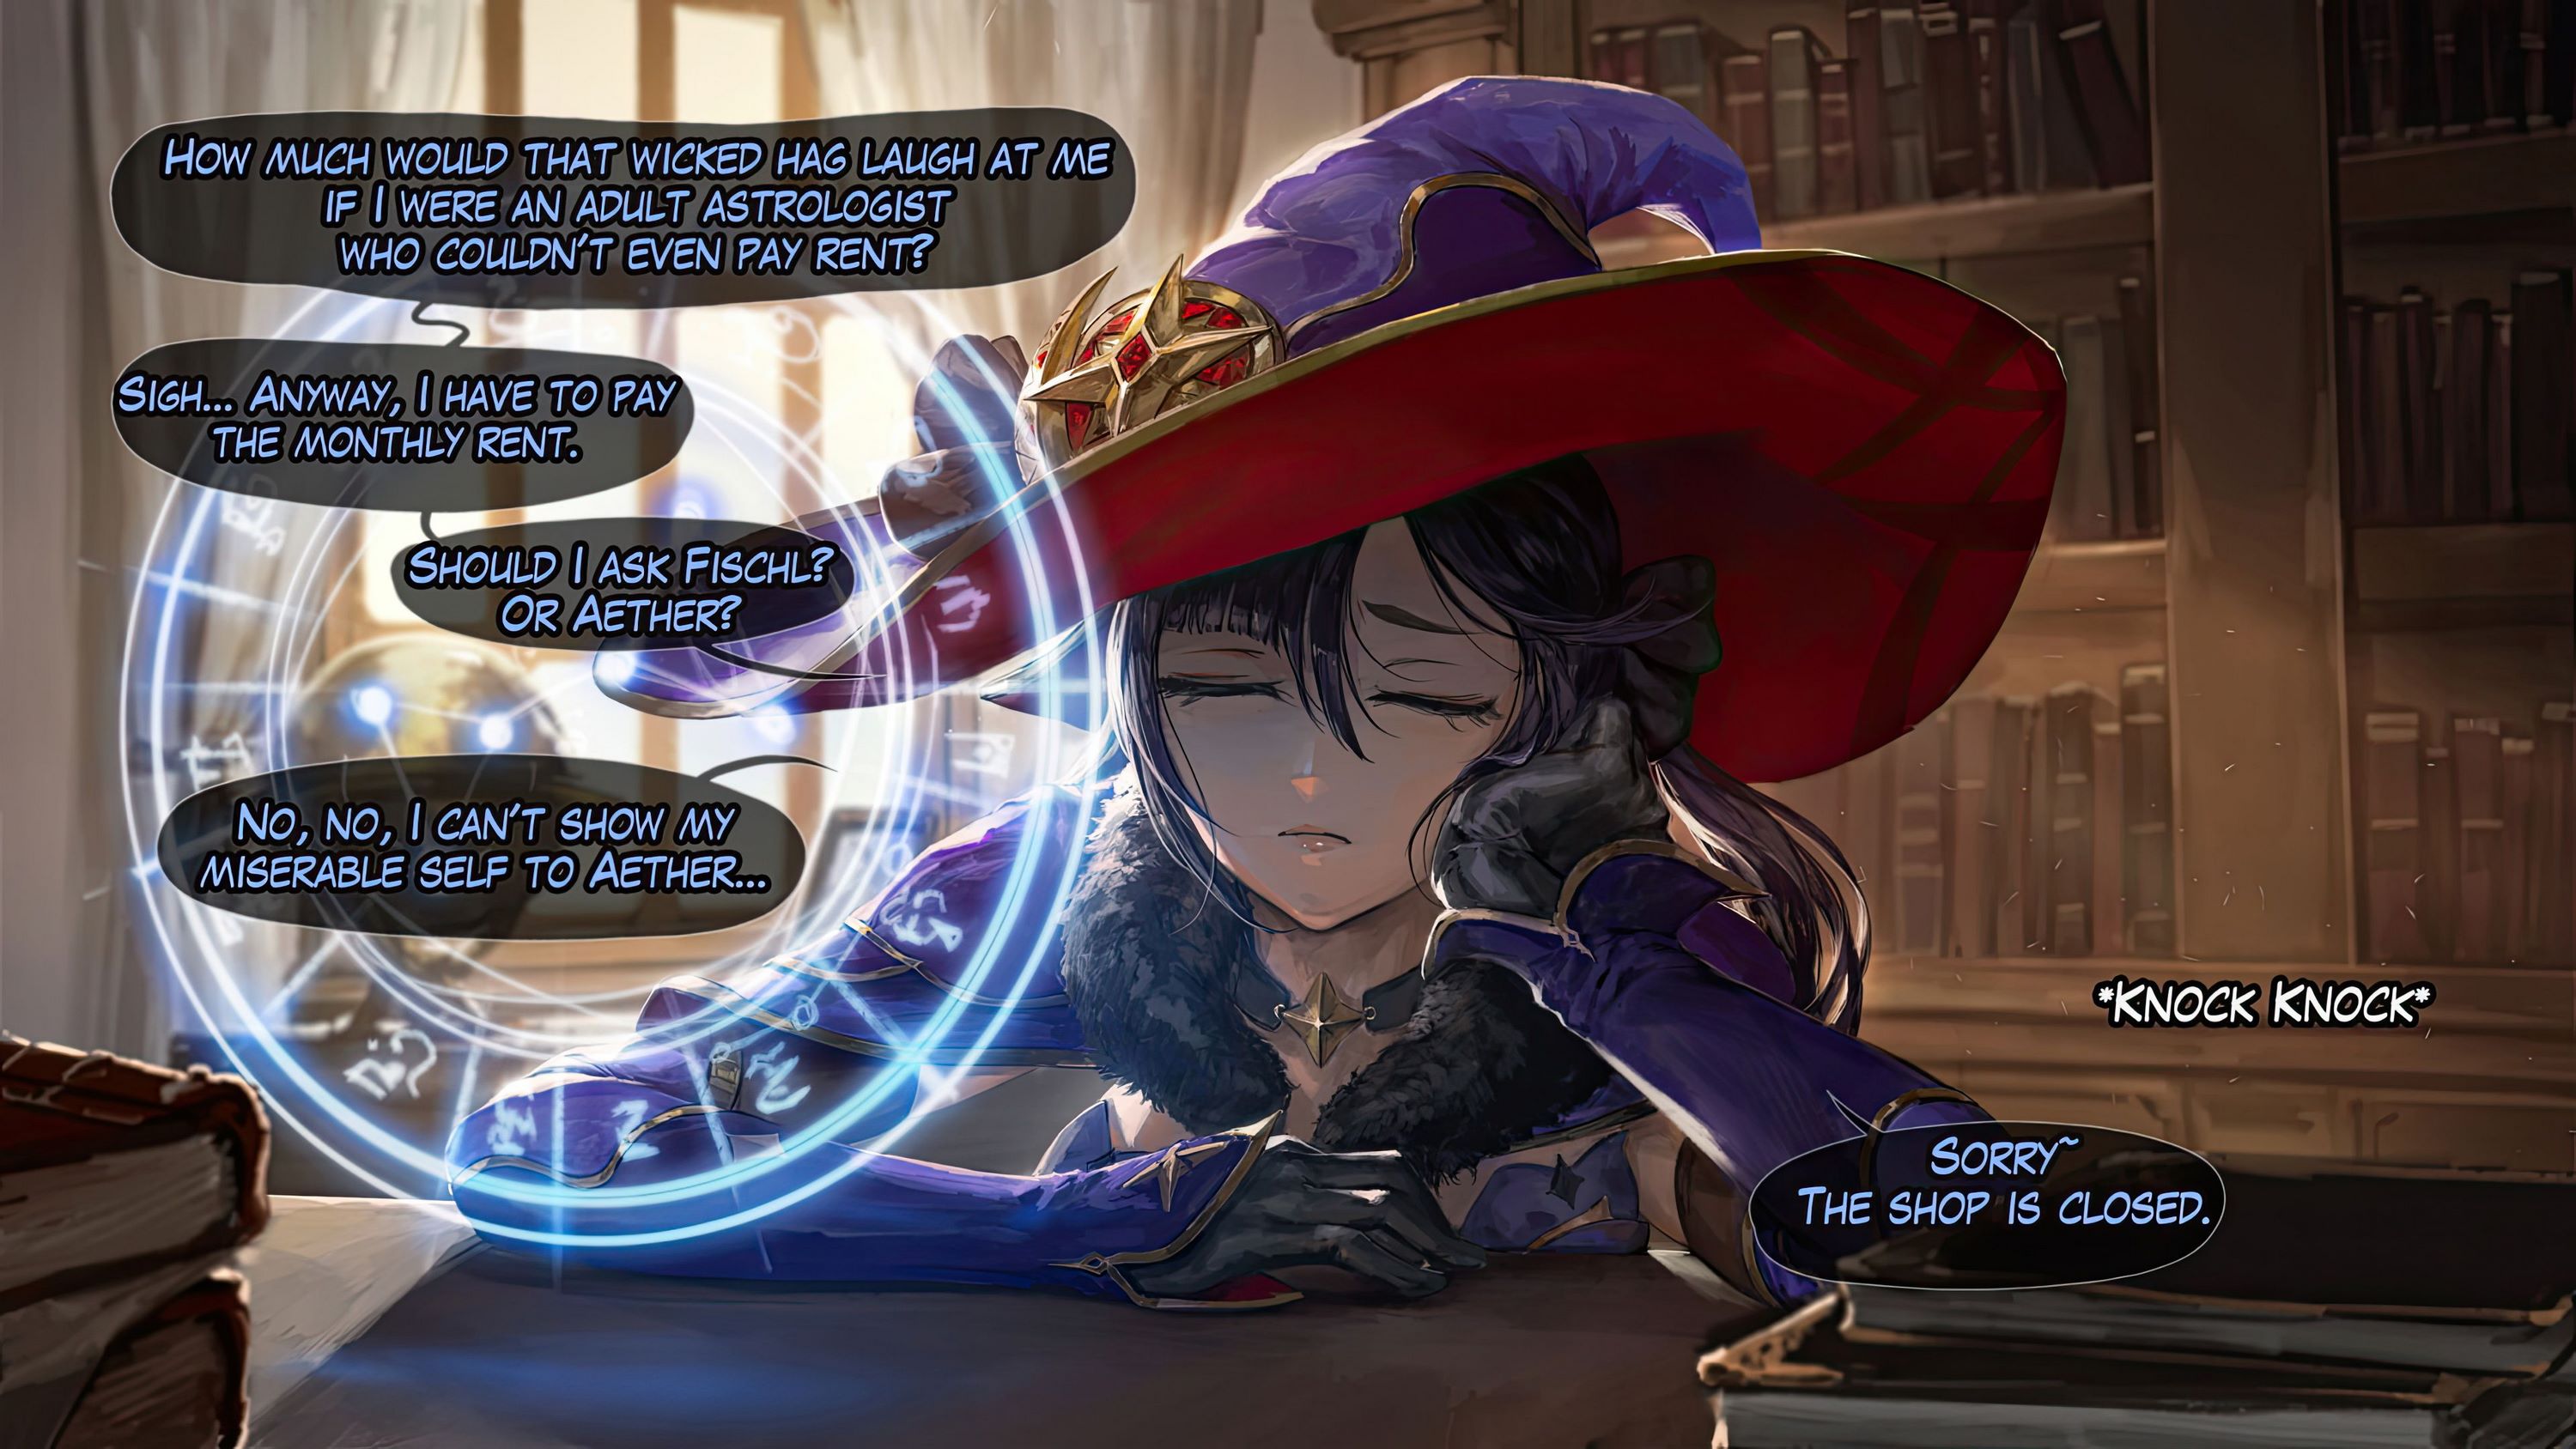 How much would that wicked hag laugh at me
if I were an adult astrologist
who couldn't even pay rent?
Sigh... Anyway, I have to pay
the monthly rent.
Should I ask Fischl?
Or Aether?
No, no, I can't show my
miserable self to Aether...
*Knock Knock*
Sorry~
The shop is closed.